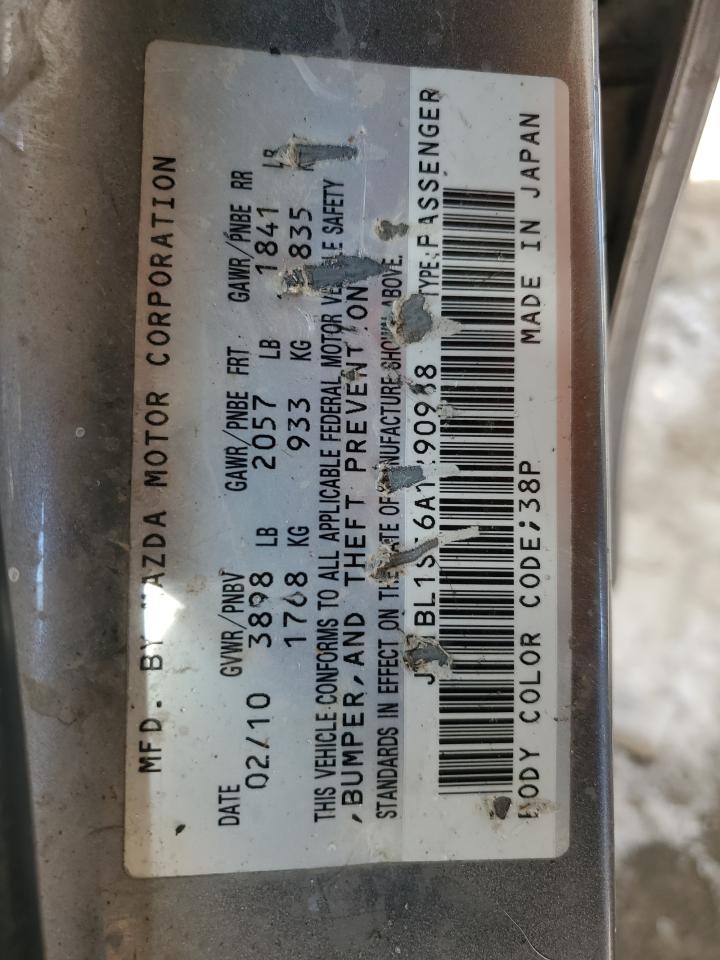 MFD. BY MAZDA MOTOR CORPORATION
DATE GVWR/PNBV GAWR/PNBE FRT GAWR/PNBE RR
02/10 3898 LB 2057 LB 1841 LB
1768 KG 933 KG 835
THIS VEHICLE CONFORMS TO ALL APPLICABLE FEDERAL MOTOR VEHICLE SAFETY
,BUMPER,AND THEFT PREVENTION
STANDARDS IN EFFECT ON THE DATE OF MANUFACTURE SHOWN ABOVE.
TYPE:PASSENGER
BODY COLOR CODE;38P MADE IN JAPAN